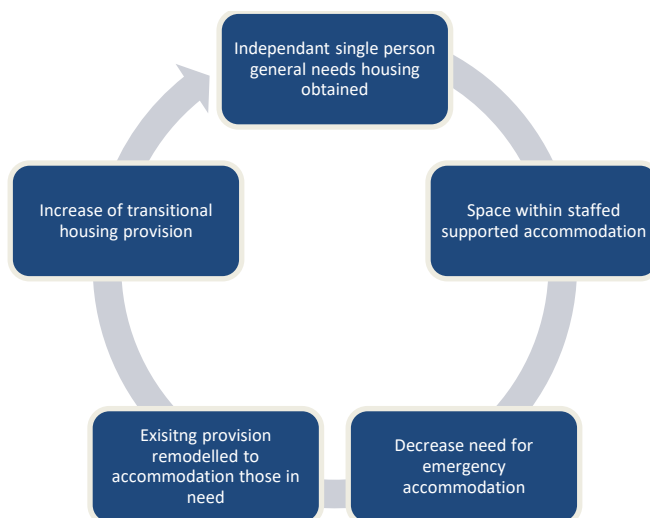 Independant single person
general needs housing
obtained
Space within staffed
supported accommodation
Decrease need for
emergency
accommodation
Exisitng provision
remodelled to
accommodation those in
need
Increase of transitional
housing provision